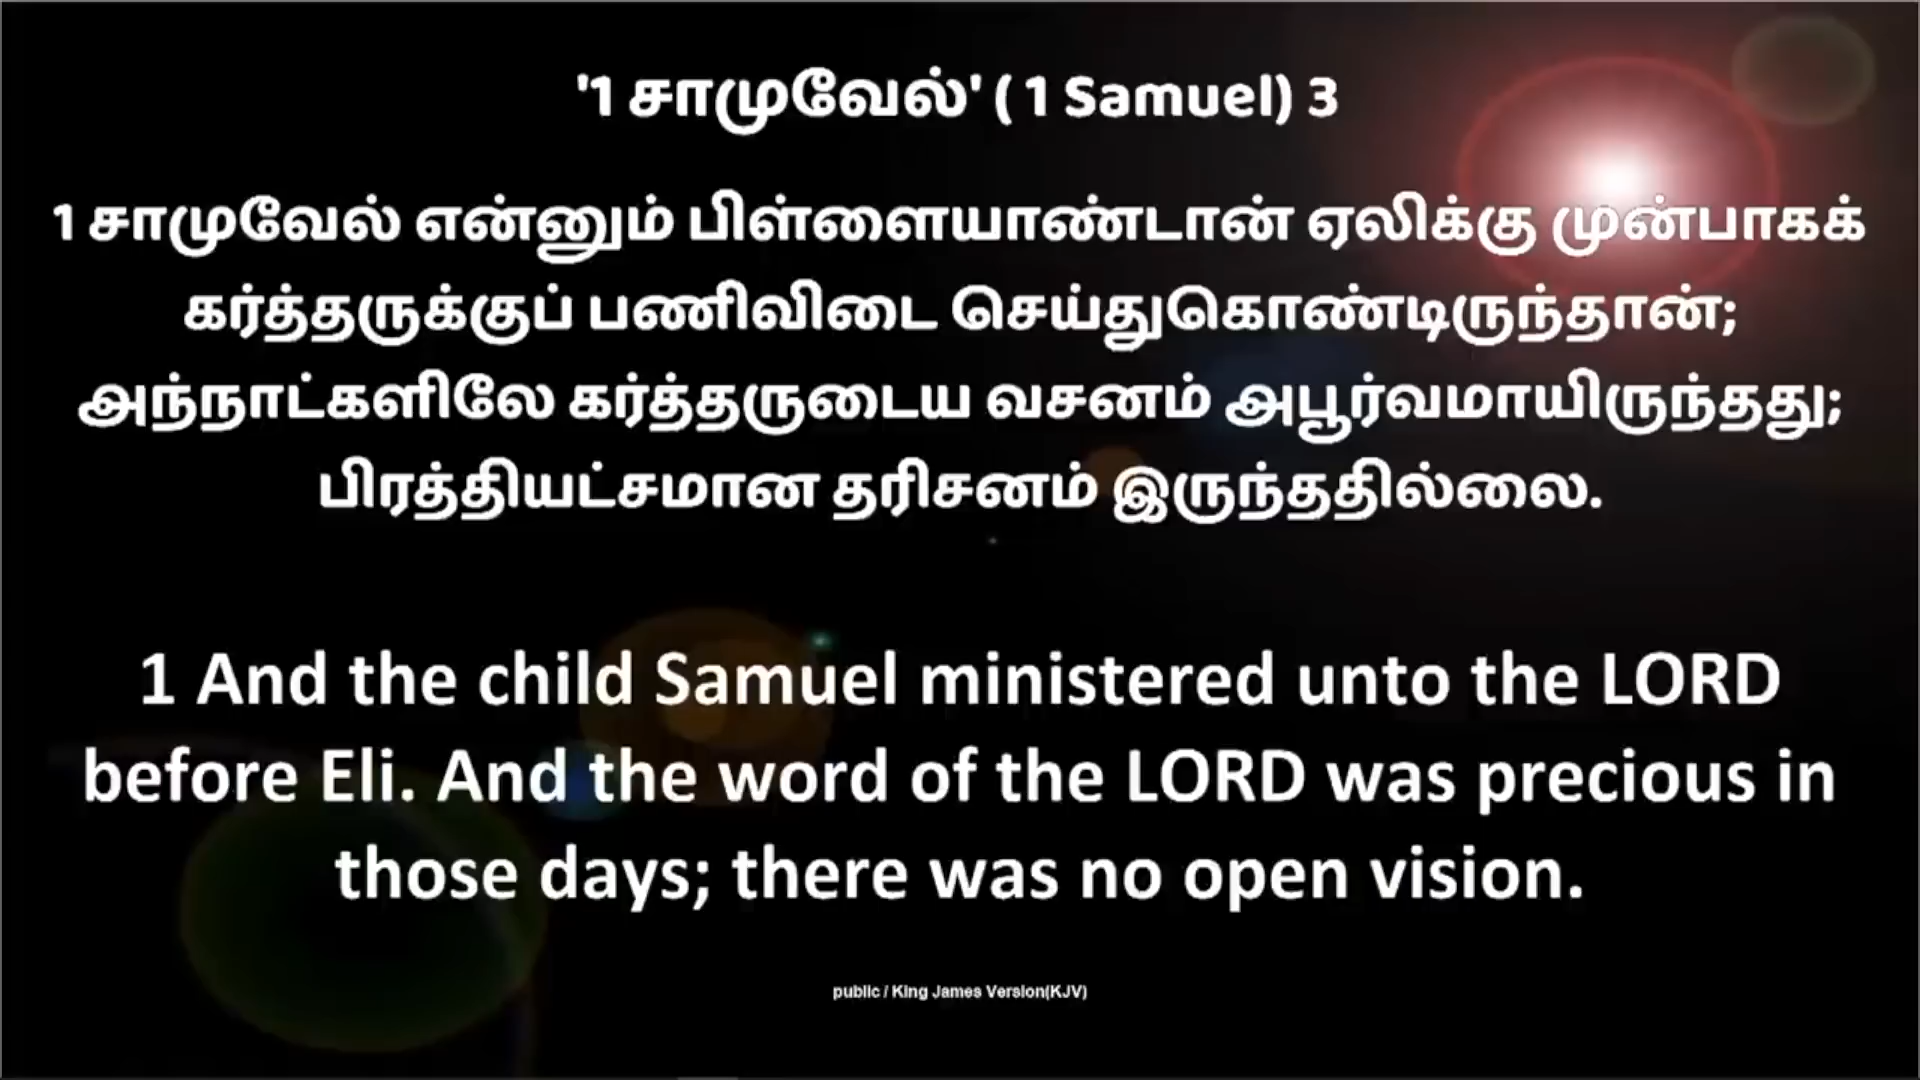 '1 சாமுவேல்' ( 1 Samuel) 3
1 சாமுவேல் என்னும் பிள்ளையாண்டான் ஏலிக்கு முன்பாகக்
கர்த்தருக்குப் பணிவிடை செய்துகொண்டிருந்தான்;
அந்நாட்களிலே கர்த்தருடைய வசனம் அபூர்வமாயிருந்தது;
பிரத்தியட்சமான தரிசனம் இருந்ததில்லை.
1 And the child Samuel ministered unto the LORD
before Eli. And the word of the LORD was precious in
those days; there was no open vision.
public / King James Version(KJV)